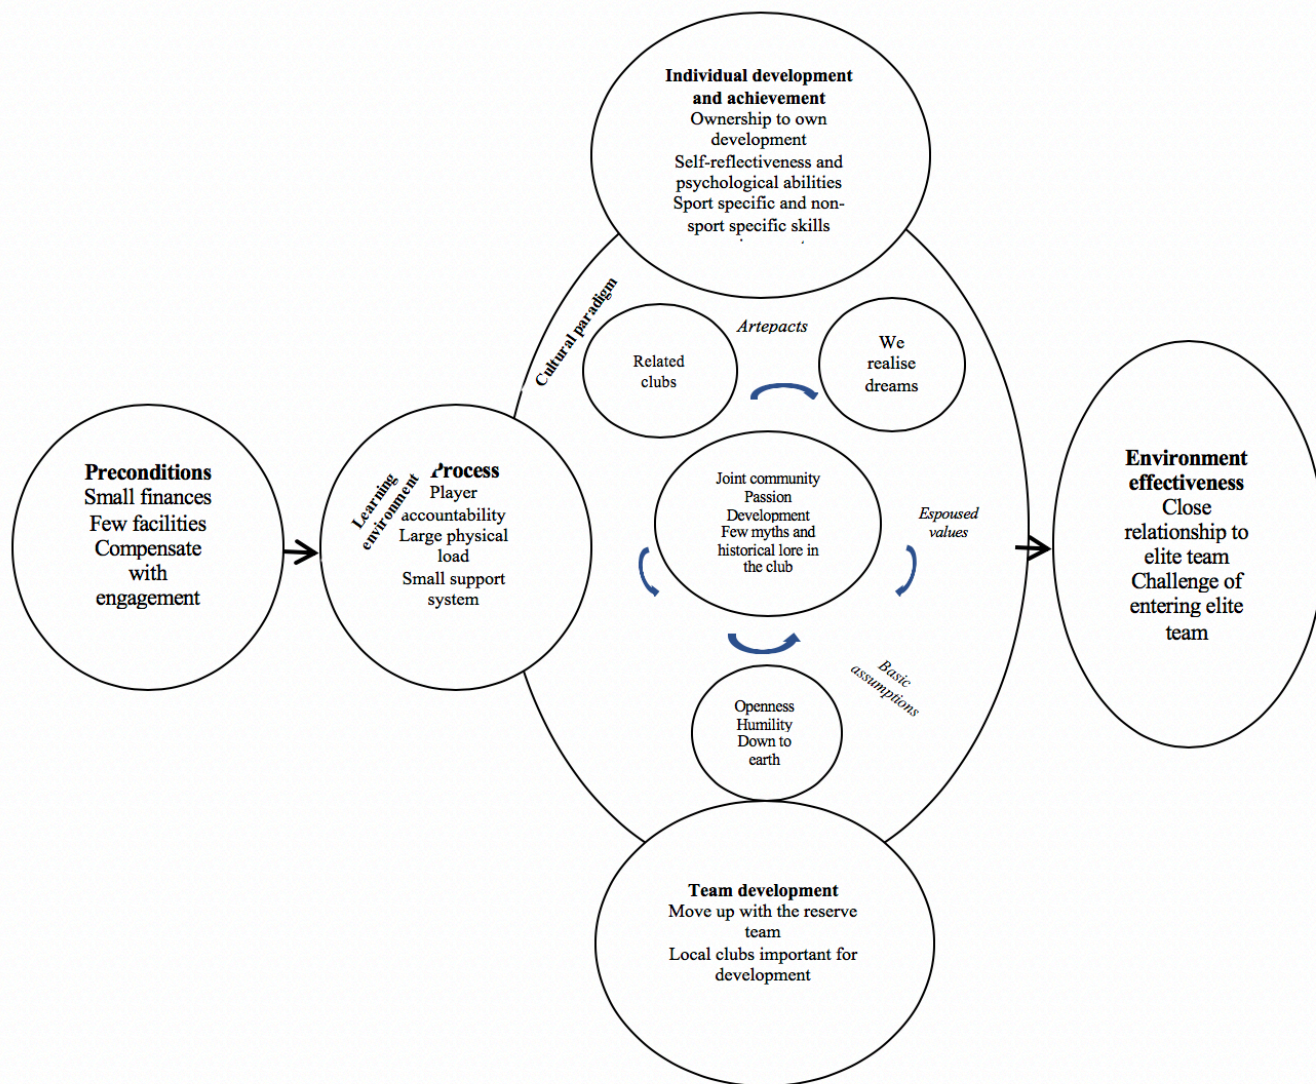 Individual development
and achievement
Ownership to own
development
Self-reflectiveness and
psychological abilities
Sport specific and non-
sport specific skills
Cultural paradigm
Artepacts
Related
clubs
We
realise
dreams
Preconditions
Small finances
Few facilities
Compensate
with
engagement
Learning
environment
Process
Player
accountability
Large physical
load
Small support
system
Joint community
Passion
Development
Few myths and
historical lore in
the club
Espoused
values
Basic
assumptions
Openness
Humility
Down to
earth
Environment
effectiveness
Close
relationship to
elite team
Challenge of
entering elite
team
Team development
Move up with the reserve
team
Local clubs important for
development